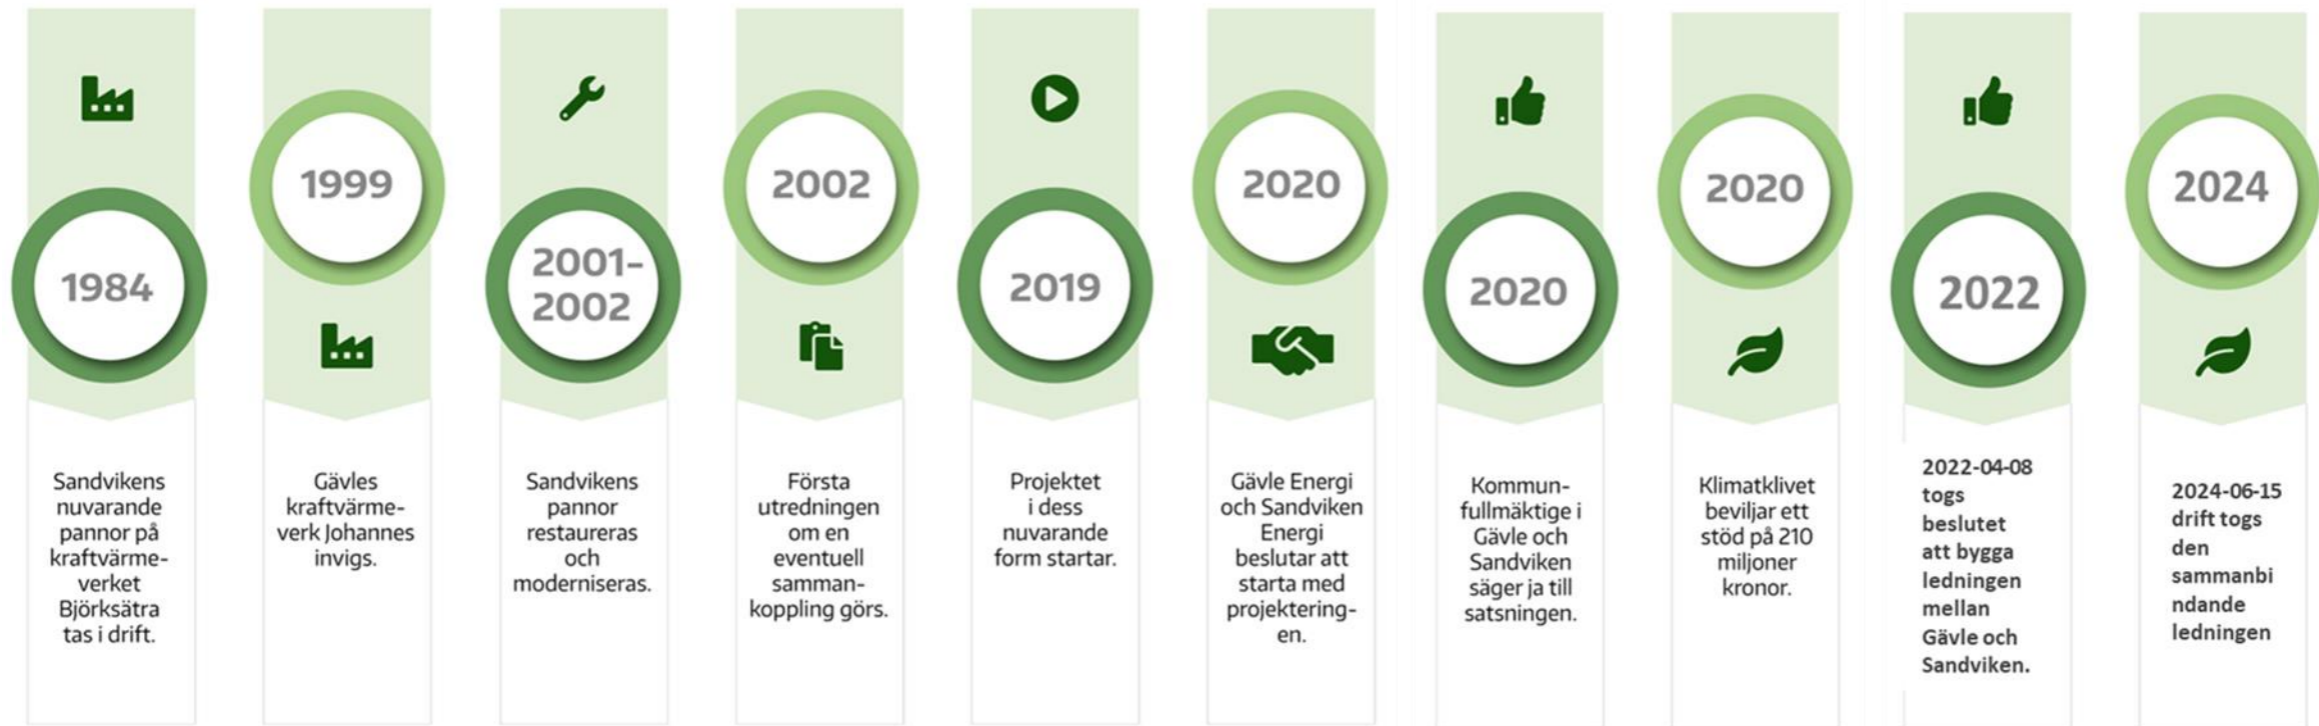 1984
Sandvikens
nuvarande
pannor på
kraftvärme-
verket
Björksätra
tas i drift.
1999
Gävles
kraftvärme-
verk Johannes
invigs.
2001-
2002
Sandvikens
pannor
restaureras
och
moderniseras.
2002
Första
utredningen
om en
eventuell
samman-
koppling görs.
2019
Projektet
i dess
nuvarande
form startar.
2020
Gävle Energi
och Sandviken
Energi
beslutar att
starta med
projektering-
en.
2020
Kommun-
fullmäktige i
Gävle och
Sandviken
säger ja till
satsningen.
2020
Klimatklivet
beviljar ett
stöd på 210
miljoner
kronor.
2022
2022-04-08
togs
beslutet
att bygga
ledningen
mellan
Gävle och
Sandviken.
2024
2024-06-15
drift togs
den
sammanbi
ndande
ledningen